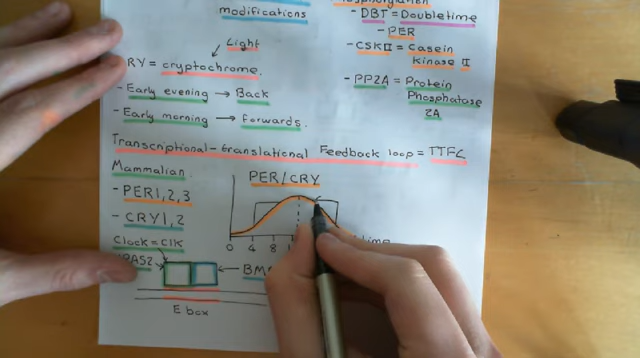 modifications
Phosphorylation
- DBT = Doubletime
- PER
- CSKII = Casein
kinase II
- PP2A = Protein
Phosphatase
2A
Light
RY = cryptochrome.
- Early evening → Back
- Early morning → forwards.
Transcriptional-translational Feedback loop = TTFL
Mammalian
- PER1,2,3
- CRY1,2
Clock = Clk
PAS2
E box
PER/CRY
0 4 8
time